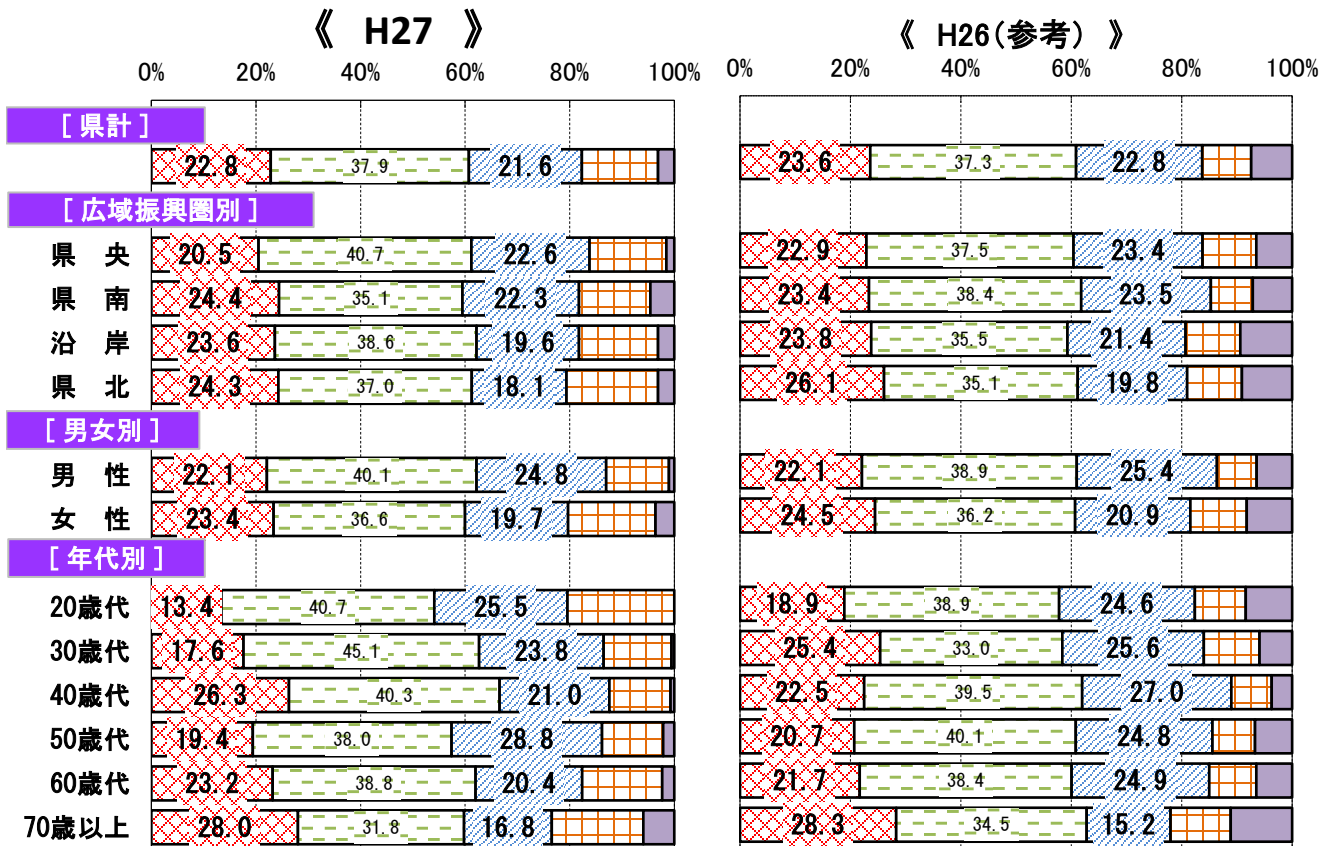 《 H27 》 《 H26(参考) 》
0% 20% 40% 60% 80% 100% 0% 20% 40% 60% 80% 100%
[ 県計 ]
22.8 37.9 21.6 23.6 37.3 22.8
[ 広域振興圏別 ]
県 央 20.5 40.7 22.6 22.9 37.5 23.4
県 南 24.4 35.1 22.3 23.4 38.4 23.5
沿 岸 23.6 38.6 19.6 23.8 35.5 21.4
県 北 24.3 37.0 18.1 26.1 35.1 19.8
[ 男女別 ]
男 性 22.1 40.1 24.8 22.1 38.9 25.4
女 性 23.4 36.6 19.7 24.5 36.2 20.9
[ 年代別 ]
20歳代 13.4 40.7 25.5 18.9 38.9 24.6
30歳代 17.6 45.1 23.8 25.4 33.0 25.6
40歳代 26.3 40.3 21.0 22.5 39.5 27.0
50歳代 19.4 38.0 28.8 20.7 40.1 24.8
60歳代 23.2 38.8 20.4 21.7 38.4 24.9
70歳以上 28.0 31.8 16.8 28.3 34.5 15.2